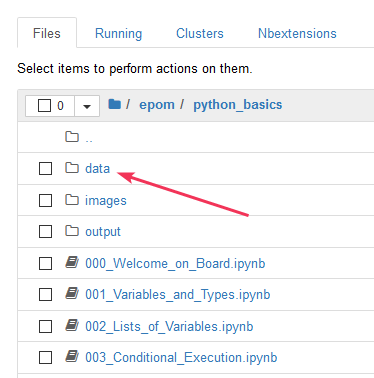 Files Running Clusters Nbextensions
Select items to perform actions on them.
0 / epom / python_basics
..
data
images
output
000_Welcome_on_Board.ipynb
001_Variables_and_Types.ipynb
002_Lists_of_Variables.ipynb
003_Conditional_Execution.ipynb